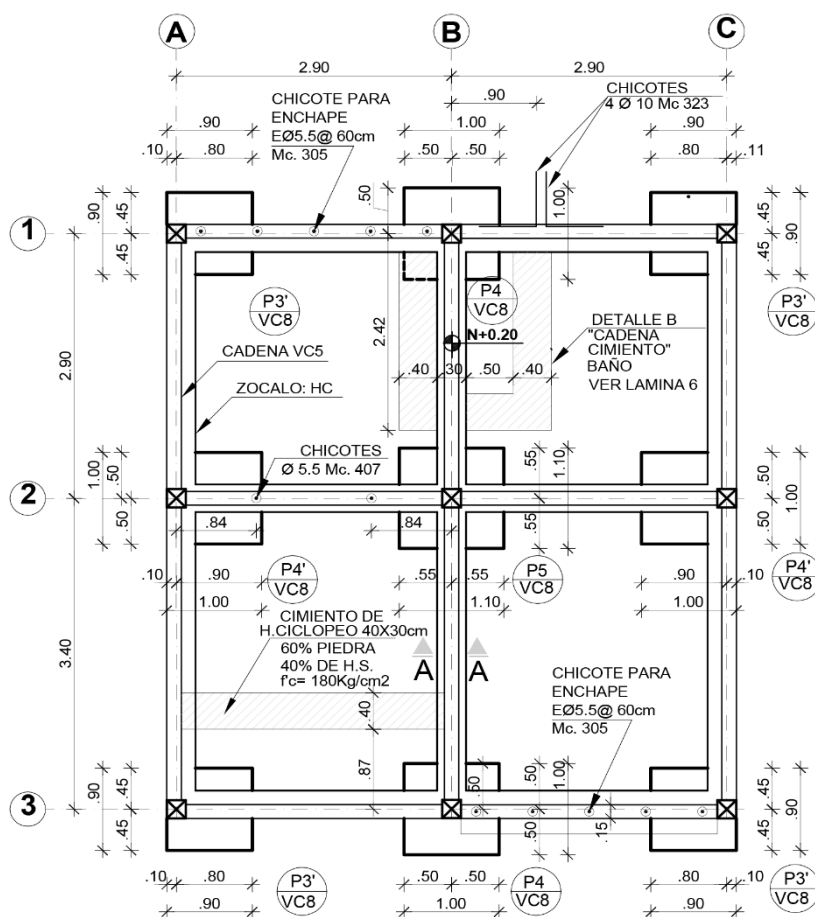 A
B
C
2.90
2.90
CHICOTE PARA
ENCHAPE
EØ5.5@ 60cm
Mc. 305
CHICOTES
4 Ø 10 Mc 323
.90
.90
1.00
.90
.10
.80
.50
.50
.80
.11
.50
1.00
1
.90
.45
.45
.45
.45
.90
P3'
VC8
P4
VC8
P3'
VC8
N+0.20
DETALLE B
"CADENA
CIMIENTO"
BAÑO
VER LAMINA 6
2.42
.40
.30
.50
.40
CADENA VC5
ZOCALO: HC
2.90
CHICOTES
Ø 5.5 Mc. 407
2
1.00
.50
.50
.55
.55
1.10
.50
.50
1.00
.84
.84
P4'
VC8
P5
VC8
P4'
VC8
.10
.90
.55
.55
.90
.10
1.00
1.10
1.00
CIMIENTO DE
H.CICLOPEO 40X30cm
60% PIEDRA
40% DE H.S.
f'c= 180Kg/cm2
A
A
3.40
CHICOTE PARA
ENCHAPE
EØ5.5@ 60cm
Mc. 305
.40
.87
3
.90
.45
.45
.50
.50
.50
1.00
.15
.45
.45
.90
.10
.80
P3'
VC8
.50
.50
P4
VC8
.80
.10
P3'
VC8
.90
1.00
.90